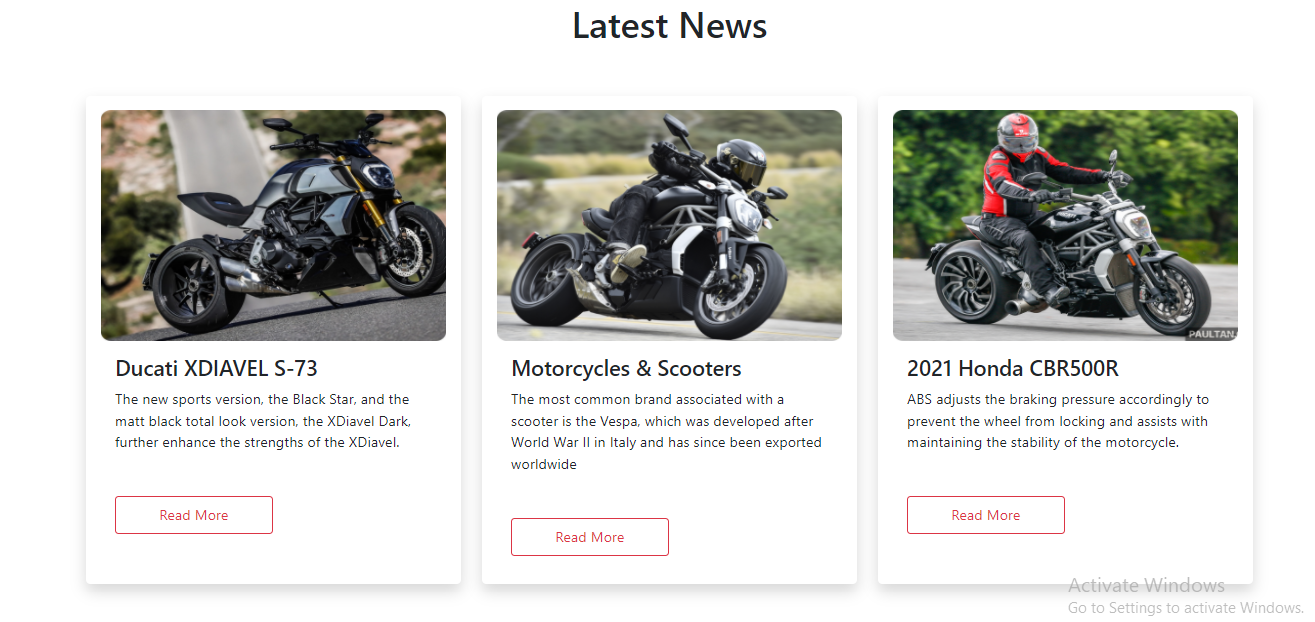 Latest News
PAULTAN
Ducati XDIAVEL S-73
The new sports version, the Black Star, and the
matt black total look version, the XDiavel Dark,
further enhance the strengths of the XDiavel.
Read More
Motorcycles & Scooters
The most common brand associated with a
scooter is the Vespa, which was developed after
World War II in Italy and has since been exported
worldwide
Read More
2021 Honda CBR500R
ABS adjusts the braking pressure accordingly to
prevent the wheel from locking and assists with
maintaining the stability of the motorcycle.
Read More
Activate Windows
Go to Settings to activate Windows.